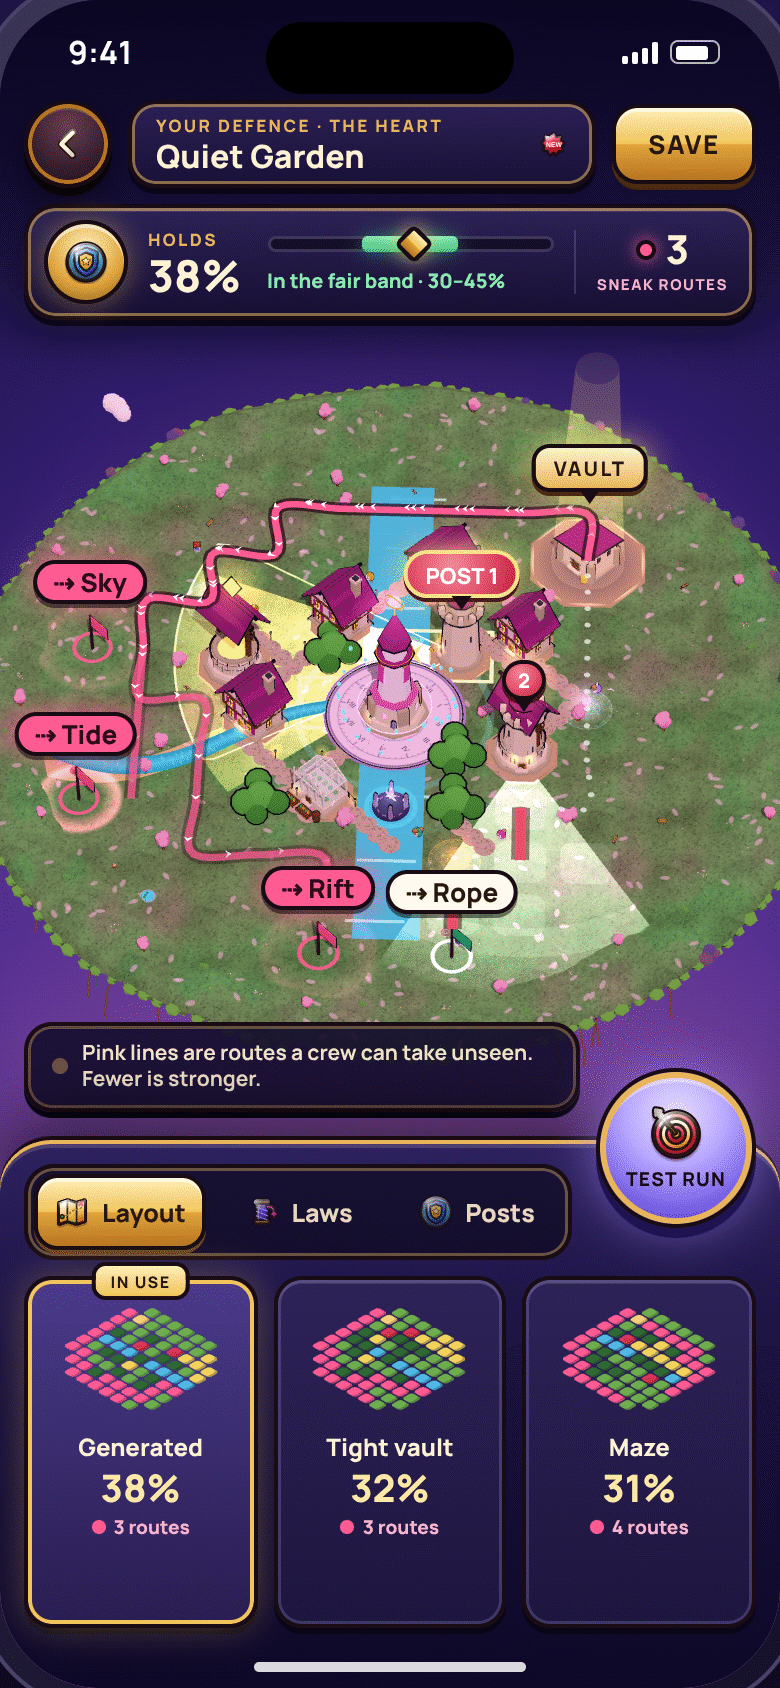 9:41
YOUR DEFENCE · THE HEART
Quiet Garden
NEW
SAVE
HOLDS
38%
In the fair band · 30–45%
3
SNEAK ROUTES
VAULT
POST 1
⇢ Sky
2
⇢ Tide
⇢ Rift
⇢ Rope
Pink lines are routes a crew can take unseen.
Fewer is stronger.
TEST RUN
Layout
Laws
Posts
IN USE
Generated
38%
3 routes
Tight vault
32%
3 routes
Maze
31%
4 routes